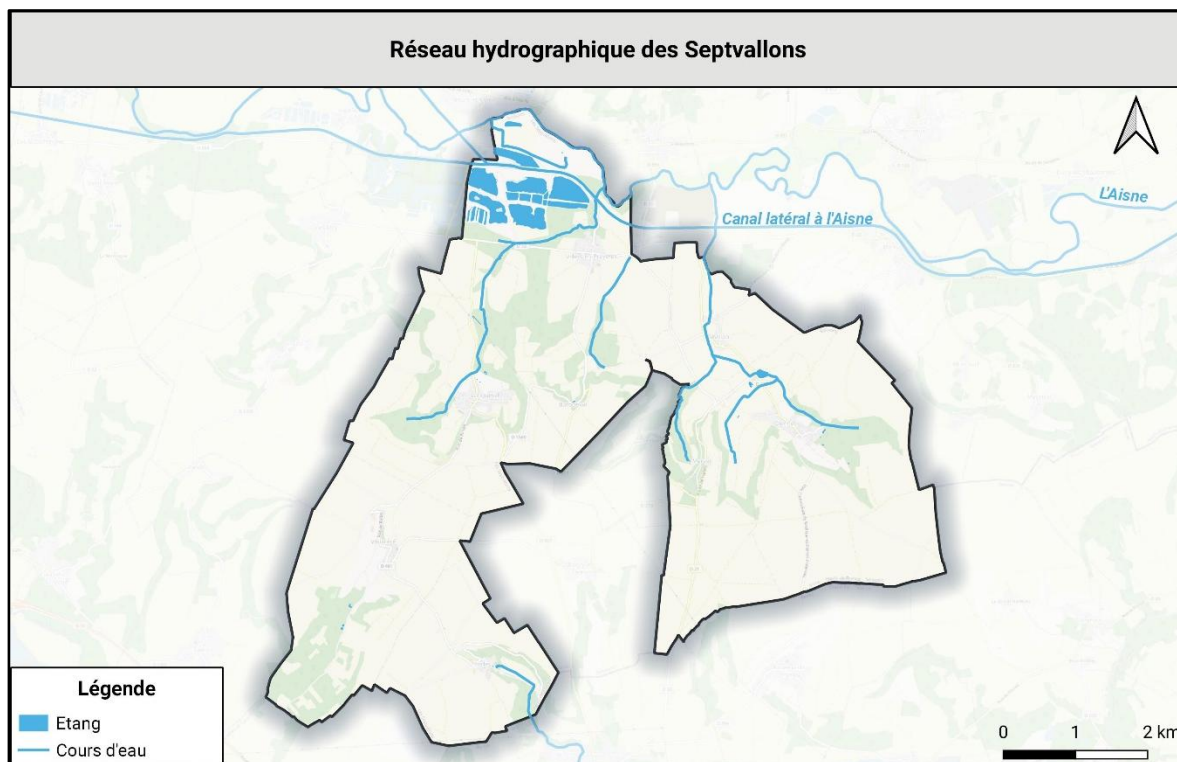 Réseau hydrographique des Septvallons
L'Aisne
Canal latéral à l'Aisne
Légende
Etang
Cours d'eau
0 1 2 km